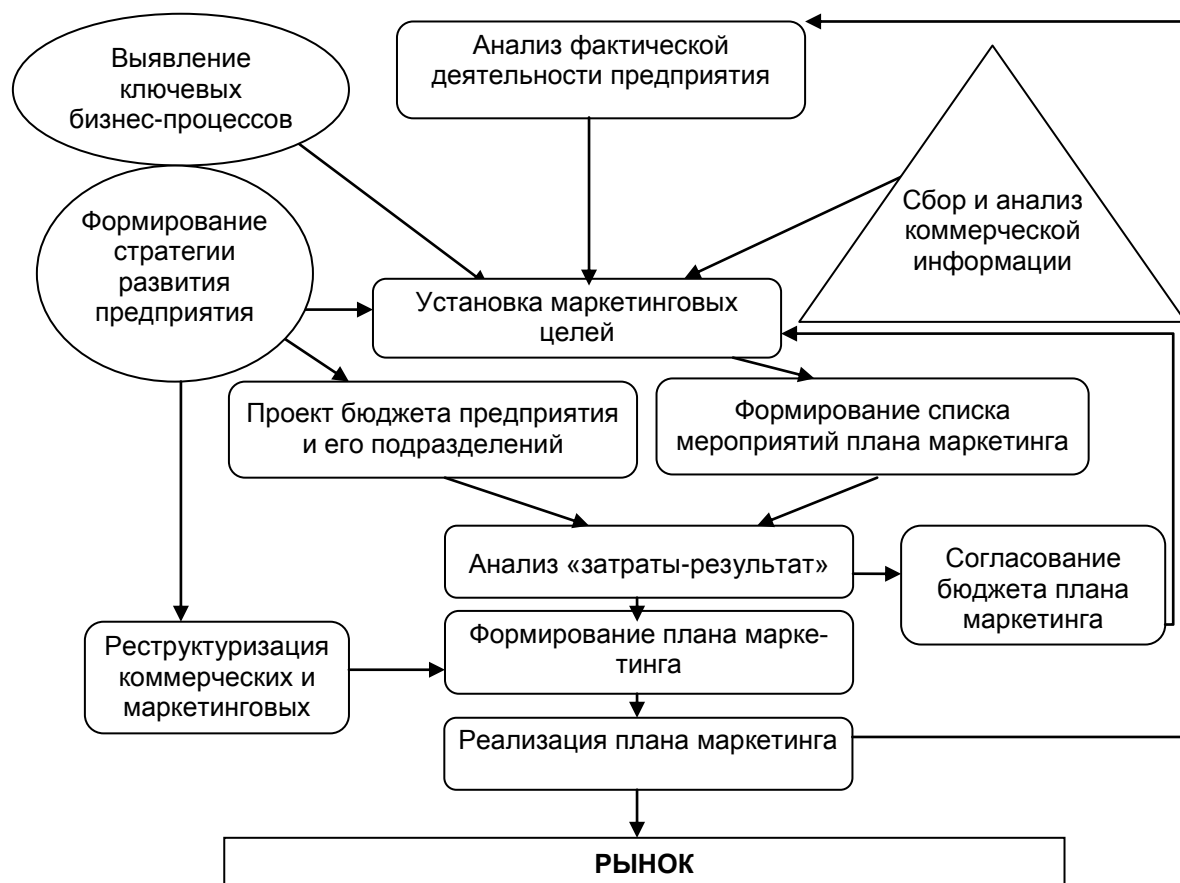 Выявление
ключевых
бизнес-процессов
Анализ фактической
деятельности предприятия
Формирование
стратегии
развития
предприятия
Сбор и анализ
коммерческой
информации
Установка маркетинговых
целей
Проект бюджета предприятия
и его подразделений
Формирование списка
мероприятий плана маркетинга
Анализ «затраты-результат»
Согласование
бюджета плана
маркетинга
Формирование плана марке-
тинга
Реструктуризация
коммерческих и
маркетинговых
Реализация плана маркетинга
РЫНОК